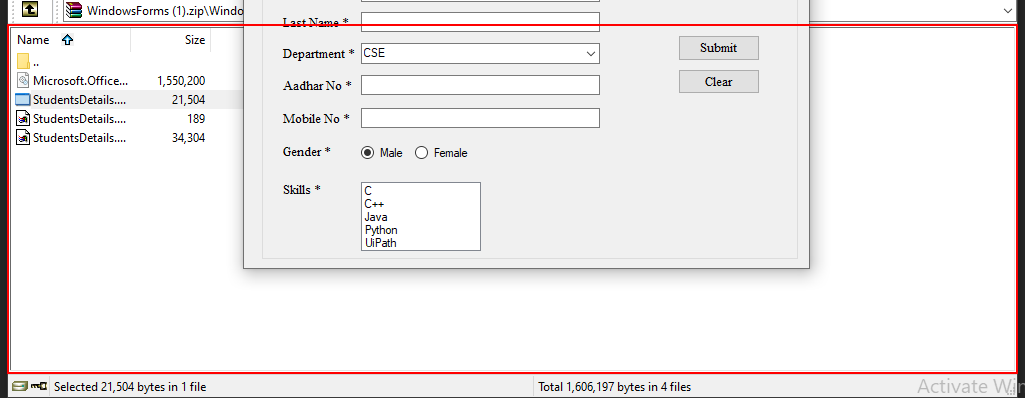 WindowsForms (1).zip\Windo
Last Name *
Name Size
Department * CSE Submit
..
Microsoft.Office... 1,550,200
Aadhar No * Clear
StudentsDetails.... 21,504
StudentsDetails.... 189
Mobile No *
StudentsDetails.... 34,304
Gender * Male Female
Skills * C
C++
Java
Python
UiPath
Selected 21,504 bytes in 1 file Total 1,606,197 bytes in 4 files
Activate Win